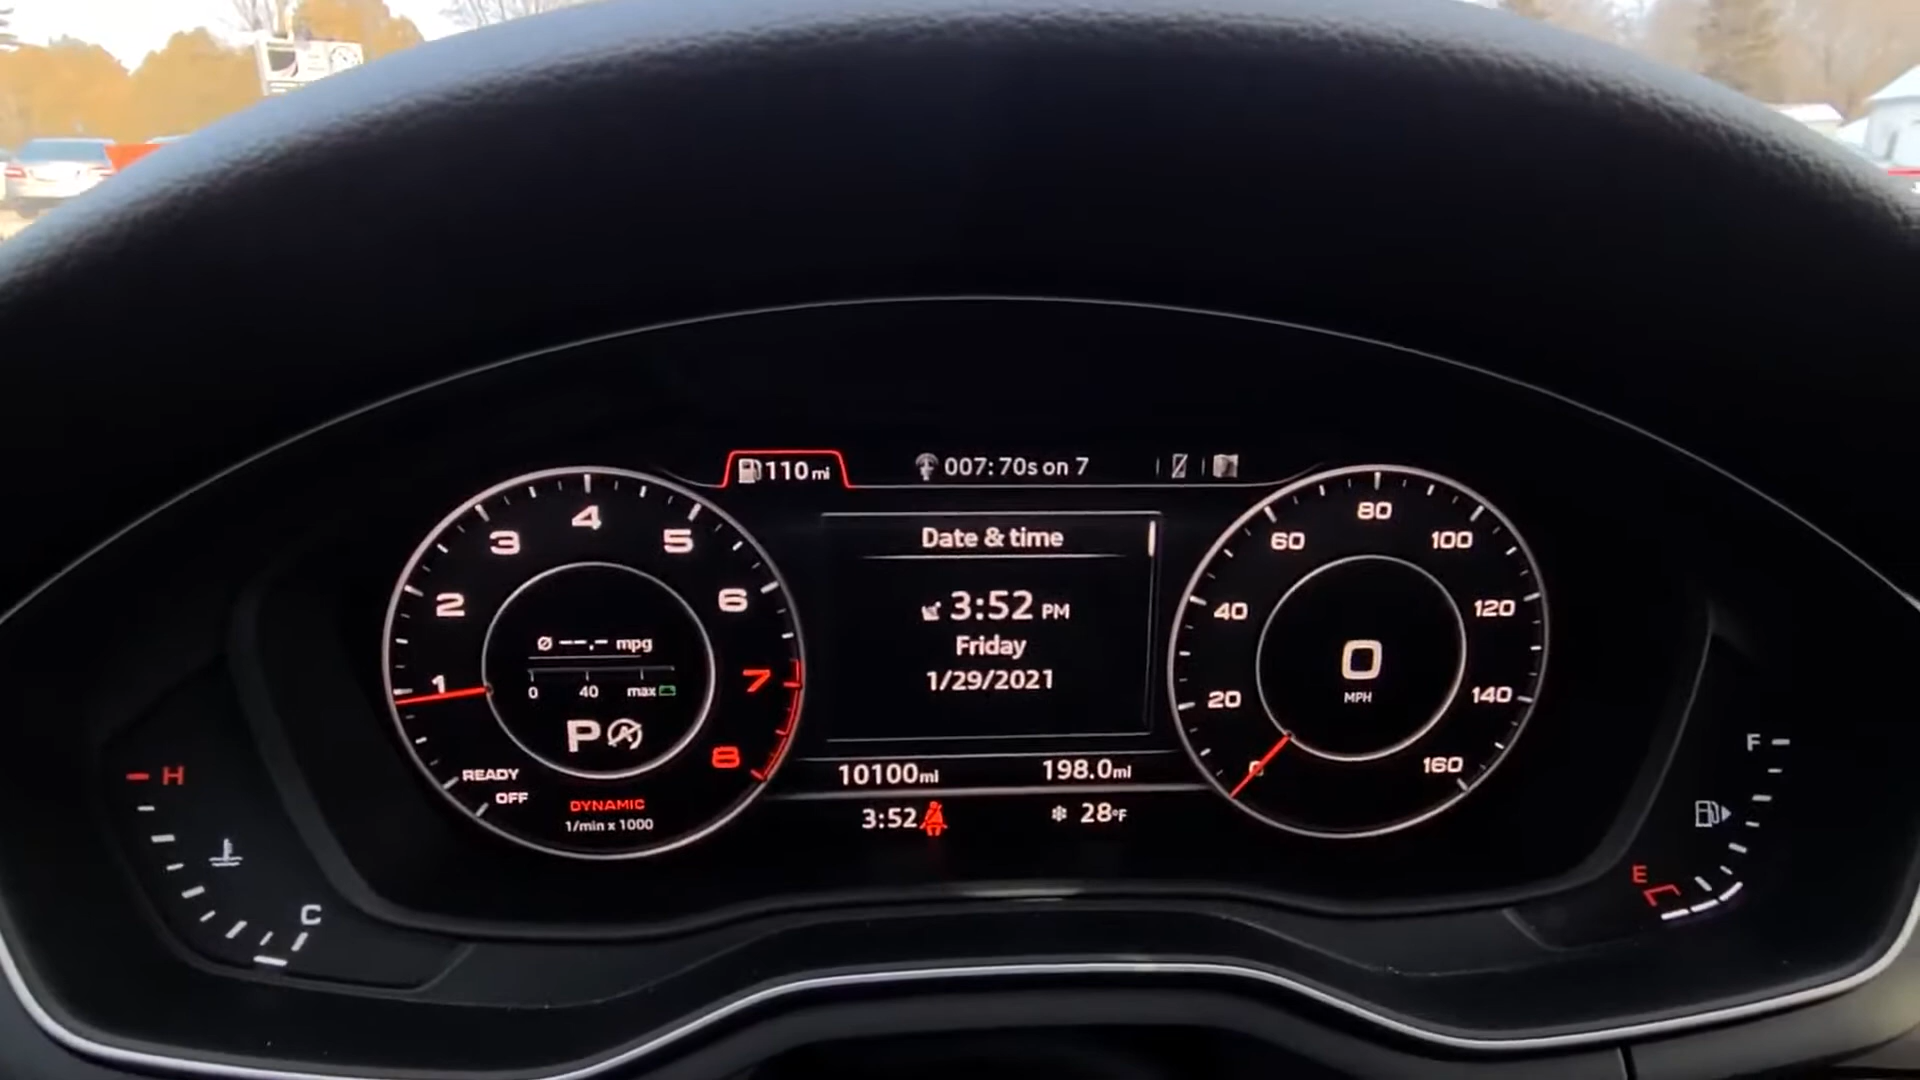 110 mi
007: 70s on 7
Date & time
3:52 PM
Friday
1/29/2021
10100 mi
198.0 mi
3:52
28°F
1
2
3
4
5
6
7
8
Ø --.- mpg
0 40 max
P
A
READY
OFF
DYNAMIC
1/min x 1000
0
20
40
60
80
100
120
140
160
0
MPH
H
C
F
E